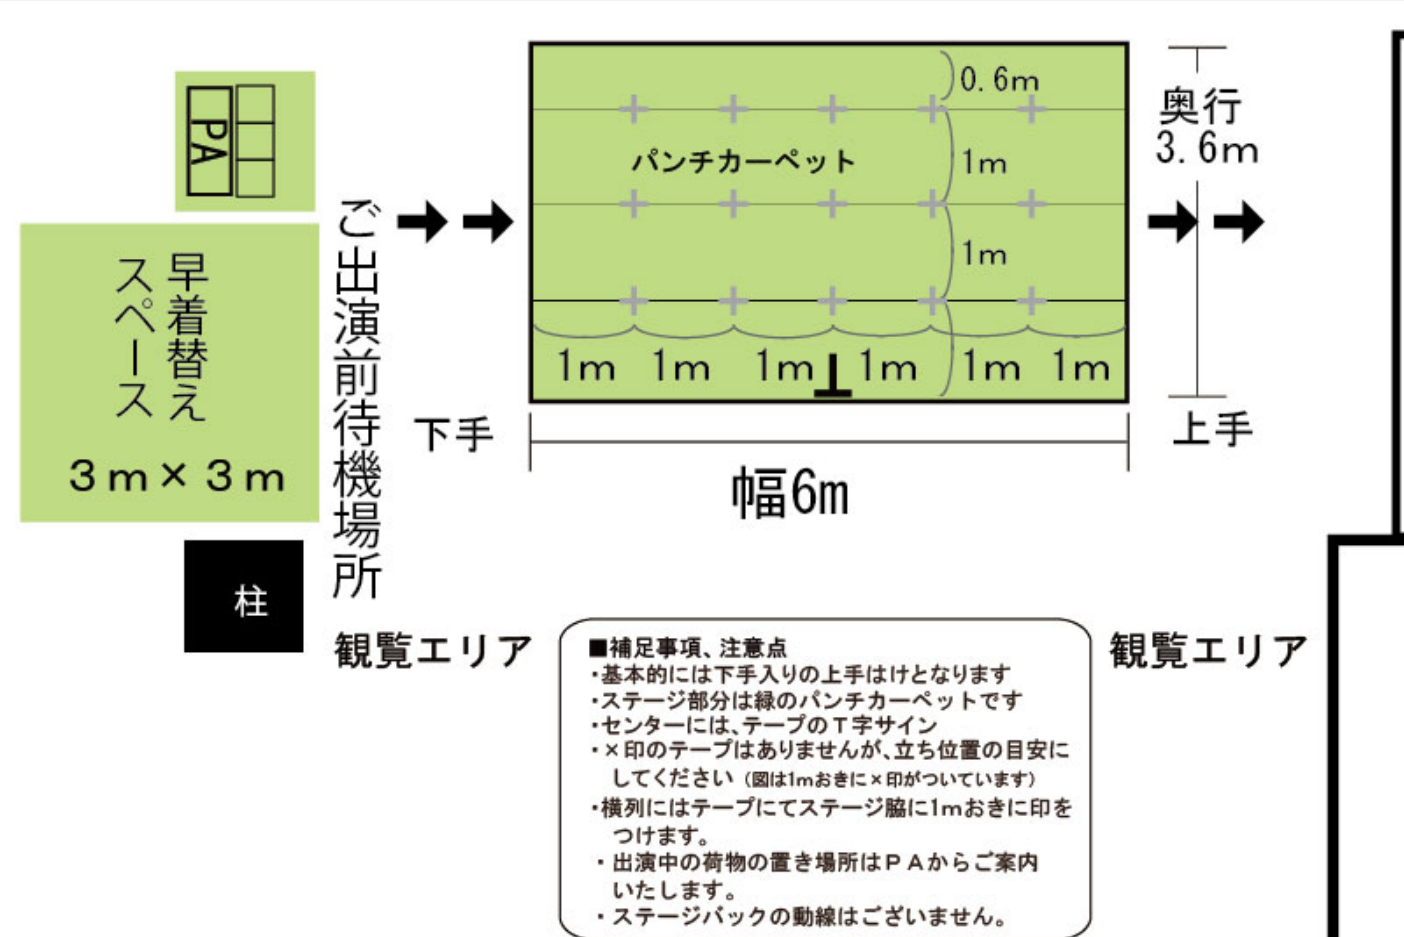 PA
早着替え
スペース
3m×3m
柱
ご出演前待機場所
0.6m
パンチカーペット
1m
1m
1m
1m
1m
1m
1m
1m
奥行
3.6m
下手
上手
幅6m
観覧エリア
観覧エリア
■補足事項、注意点
・基本的には下手入りの上手はけとなります
・ステージ部分は緑のパンチカーペットです
・センターには、テープのT字サイン
・×印のテープはありませんが、立ち位置の目安に
してください（図は1mおきに×印がついています）
・横列にはテープにてステージ脇に1mおきに印を
つけます。
・出演中の荷物の置き場所はPAからご案内
いたします。
・ステージバックの動線はございません。